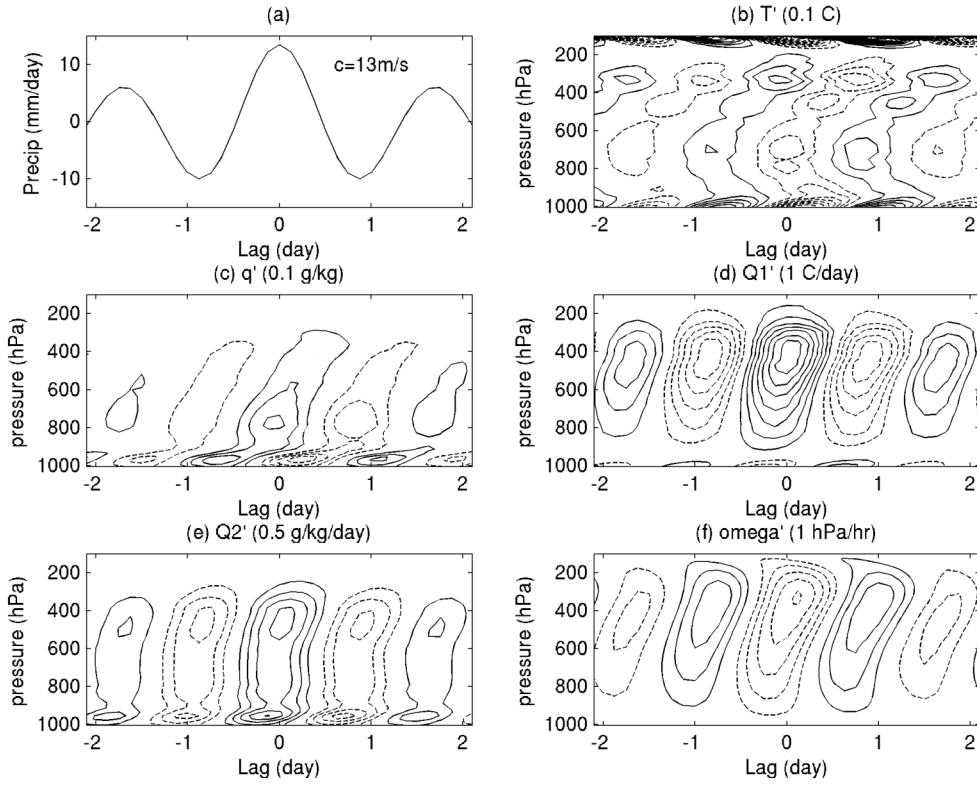 (a)
c=13m/s
Precip (mm/day)
10
0
-10
-2 -1 0 1 2
Lag (day)
(b) T' (0.1 C)
pressure (hPa)
200
400
600
800
1000
-2 -1 0 1 2
Lag (day)
(c) q' (0.1 g/kg)
pressure (hPa)
200
400
600
800
1000
-2 -1 0 1 2
Lag (day)
(d) Q1' (1 C/day)
pressure (hPa)
200
400
600
800
1000
-2 -1 0 1 2
Lag (day)
(e) Q2' (0.5 g/kg/day)
pressure (hPa)
200
400
600
800
1000
-2 -1 0 1 2
Lag (day)
(f) omega' (1 hPa/hr)
pressure (hPa)
200
400
600
800
1000
-2 -1 0 1 2
Lag (day)